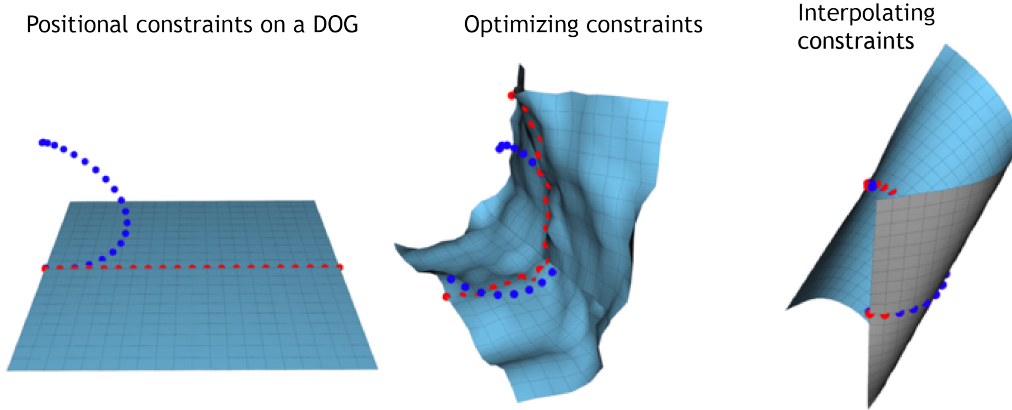 Positional constraints on a DOG
Optimizing constraints
Interpolating
constraints